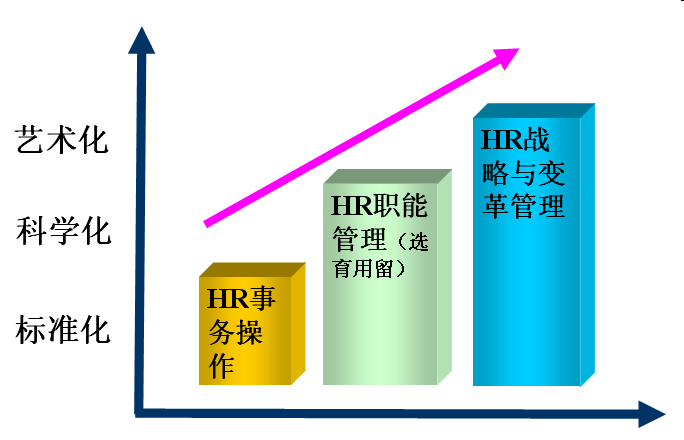 艺术化
科学化
标准化
HR事
务操
作
HR职能
管理（选
育用留）
HR战
略与变
革管理